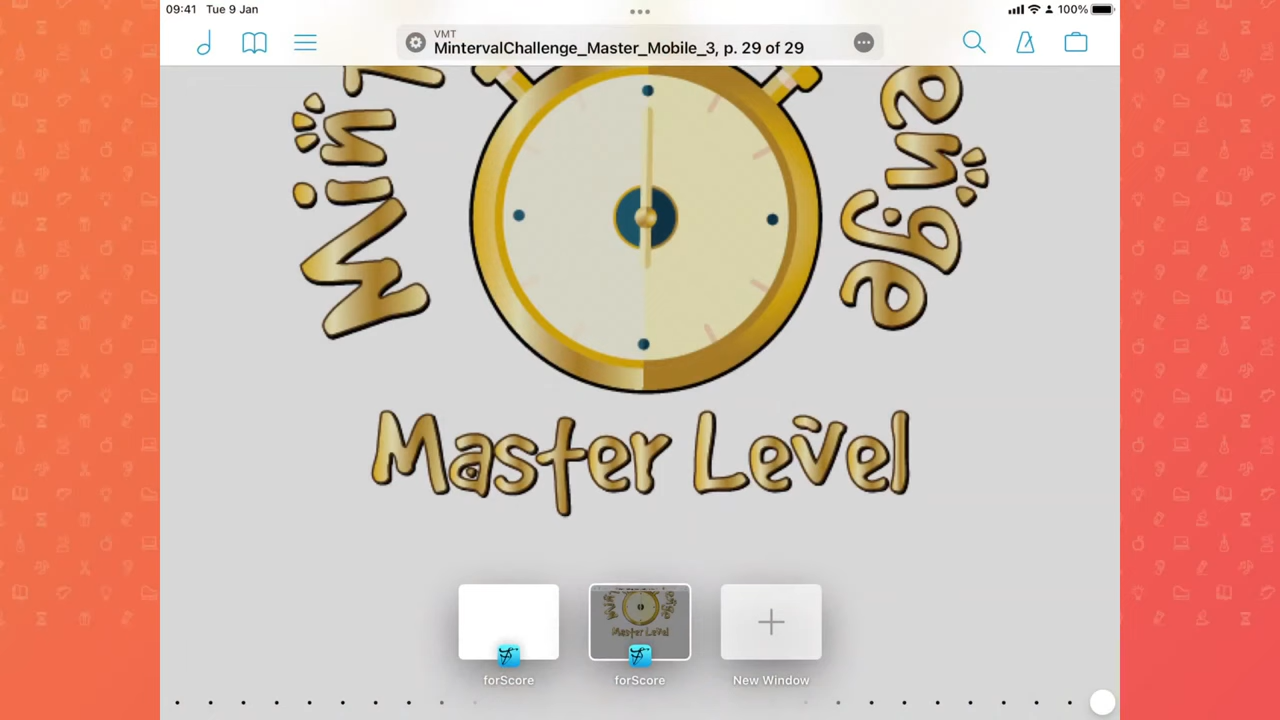 09:41 Tue 9 Jan
100%
VMT
MintervalChallenge_Master_Mobile_3, p. 29 of 29
Master Level
forScore
forScore
New Window